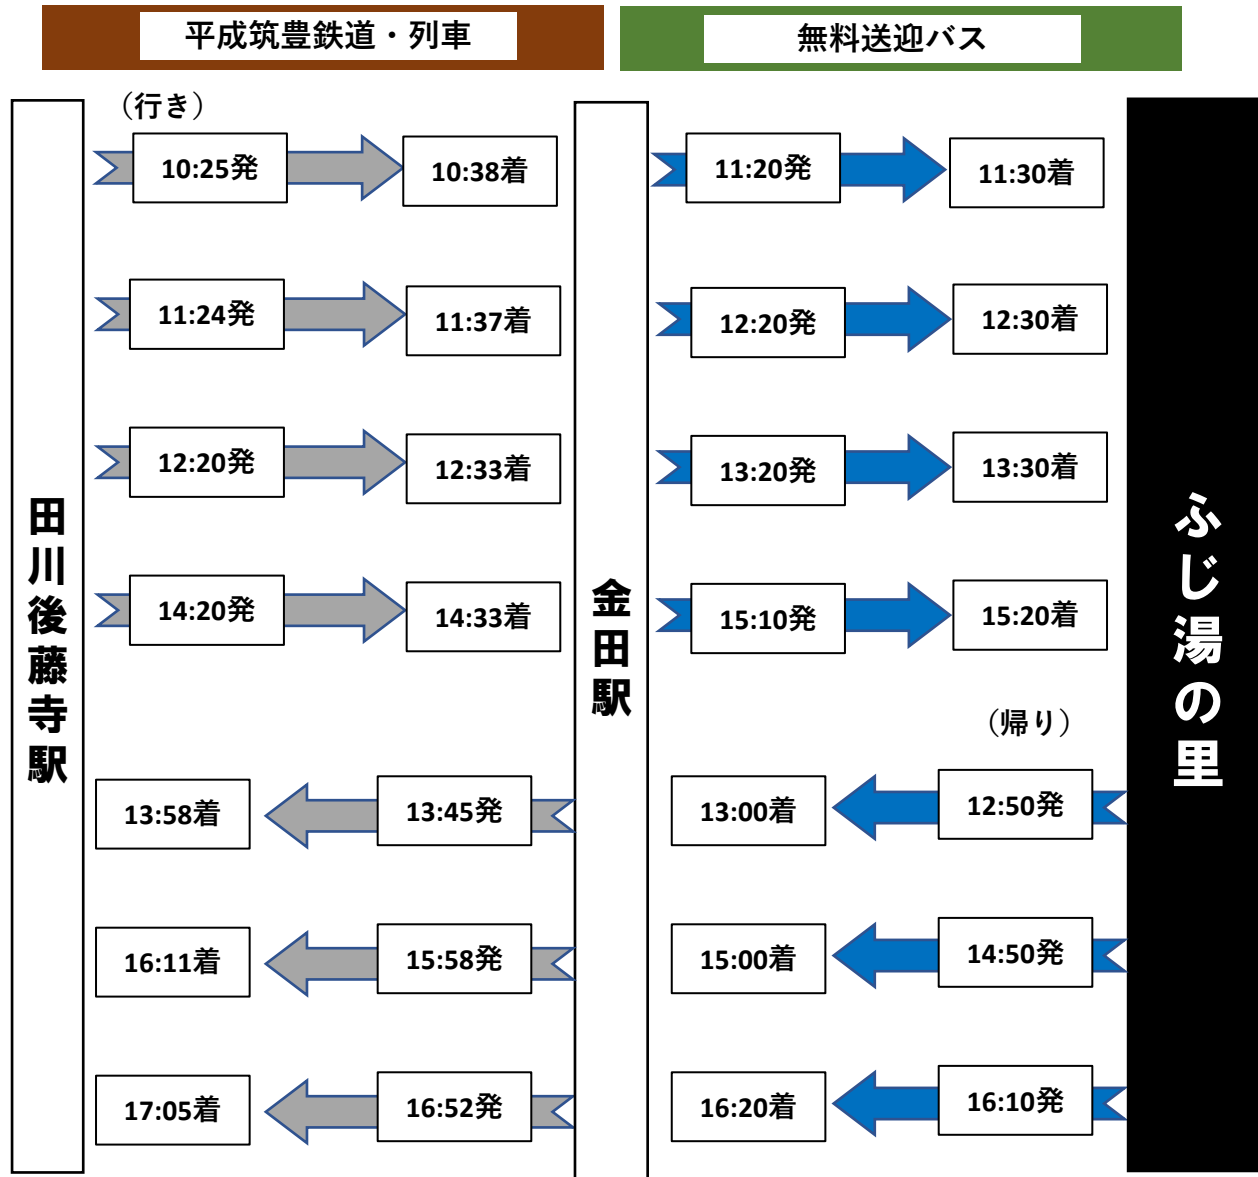 平成筑豊鉄道・列車
無料送迎バス
（行き）
10:25発
10:38着
11:20発
11:30着
11:24発
11:37着
12:20発
12:30着
12:20発
12:33着
13:20発
13:30着
14:20発
14:33着
15:10発
15:20着
田川後藤寺駅
金田駅
ふじ湯の里
（帰り）
13:58着
13:45発
13:00着
12:50発
16:11着
15:58発
15:00着
14:50発
17:05着
16:52発
16:20着
16:10発